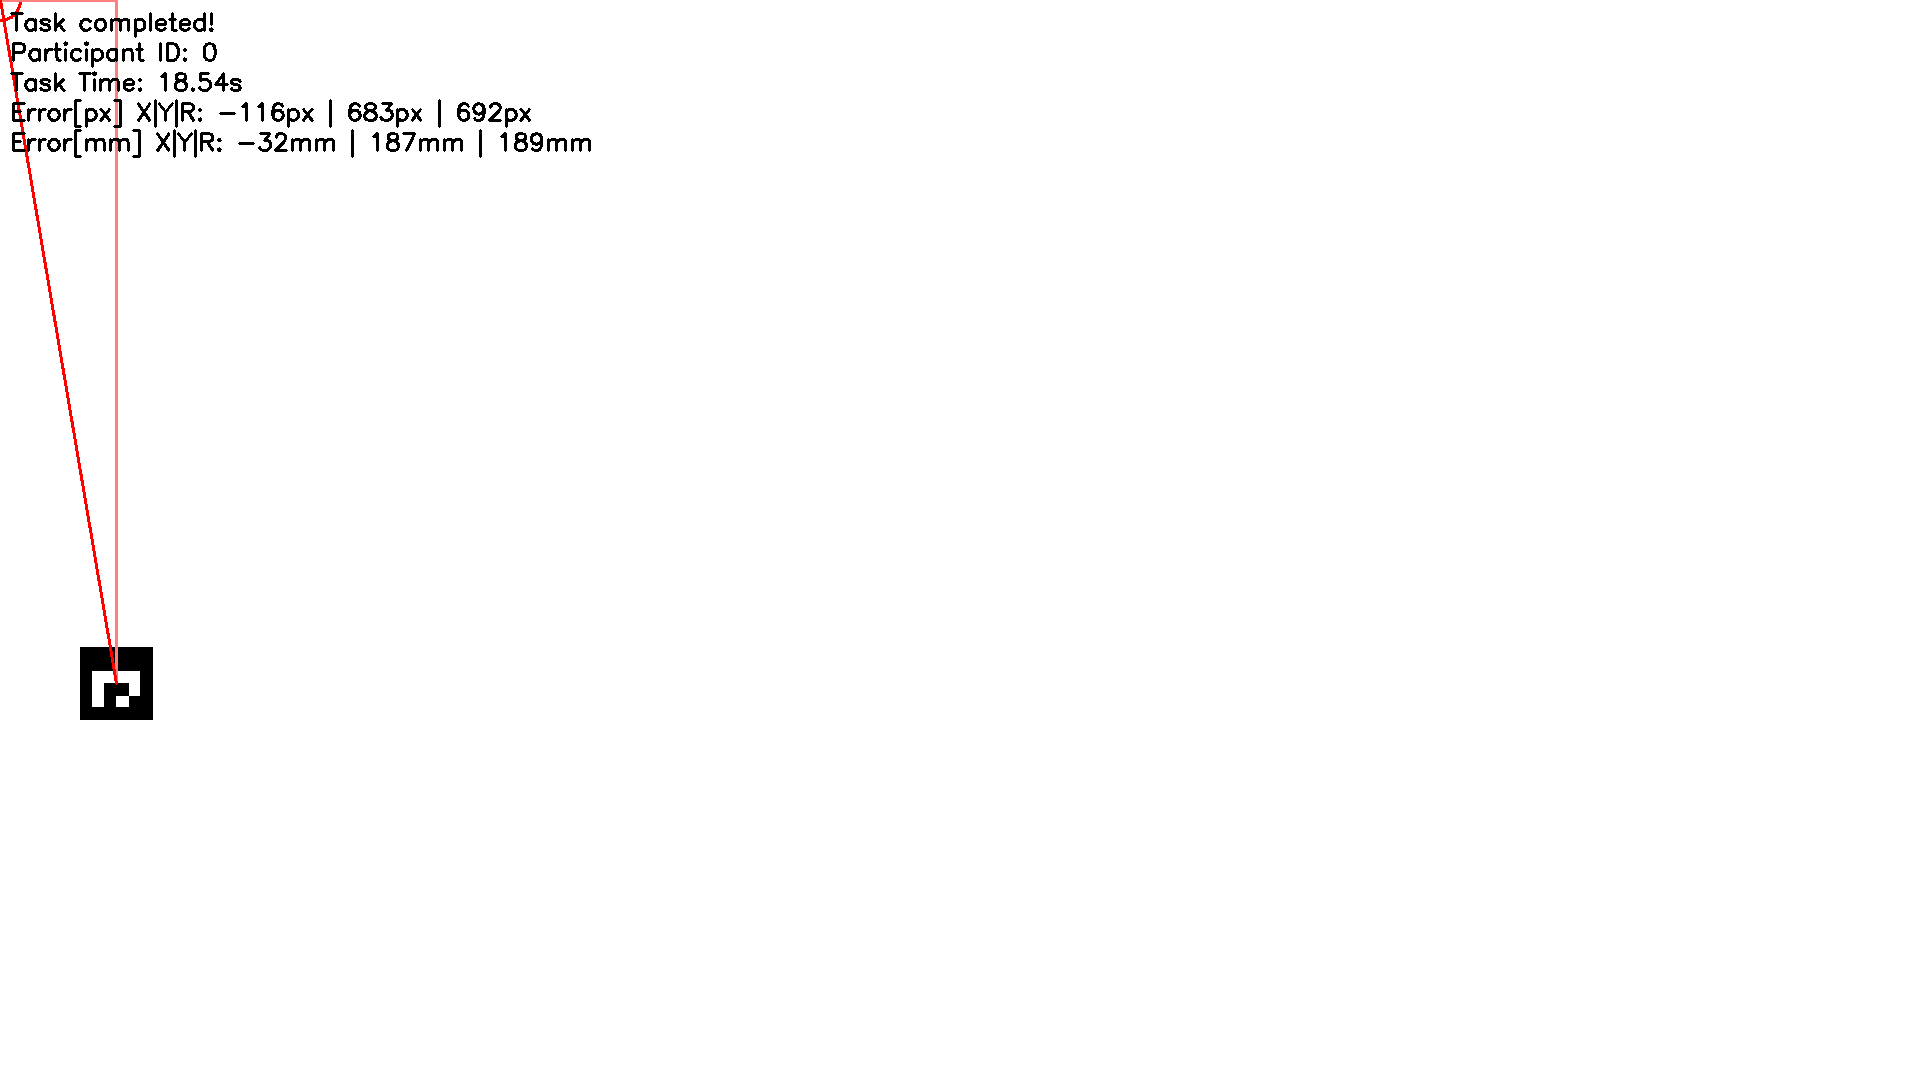 Task completed!
Participant ID: 0
Task Time: 18.54s
Error[px] X|Y|R: -116px | 683px | 692px
Error[mm] X|Y|R: -32mm | 187mm | 189mm